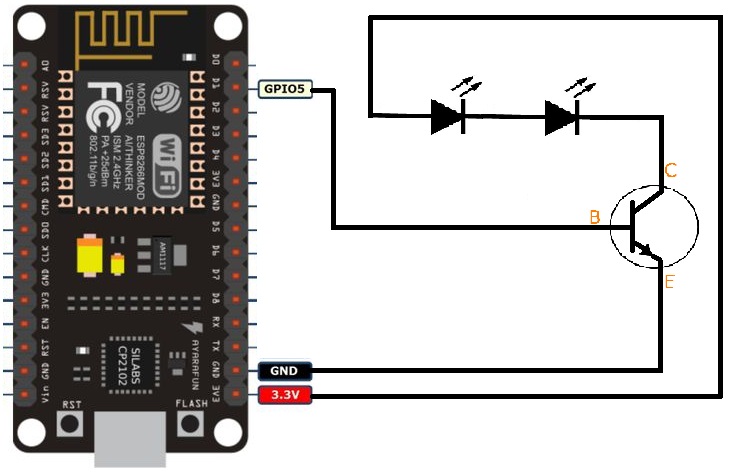 A0
RSV
RSV
SD3
SD2
SD1
CMD
SD0
CLK
GND
3V3
EN
RST
GND
Vin
D0
D1
D2
D3
D4
3V3
GND
D5
D6
D7
D8
RX
TX
GND
3V3
MODEL ESP8266MOD
VENDOR AI/THINKER
ISM 2.4GHz
PA +25dBm
802.11b/g/n
FC
Wi Fi
AM1117
SILABS
CP2102
AYARAFUN
RST
FLASH
GPIO5
GND
3.3V
B
C
E